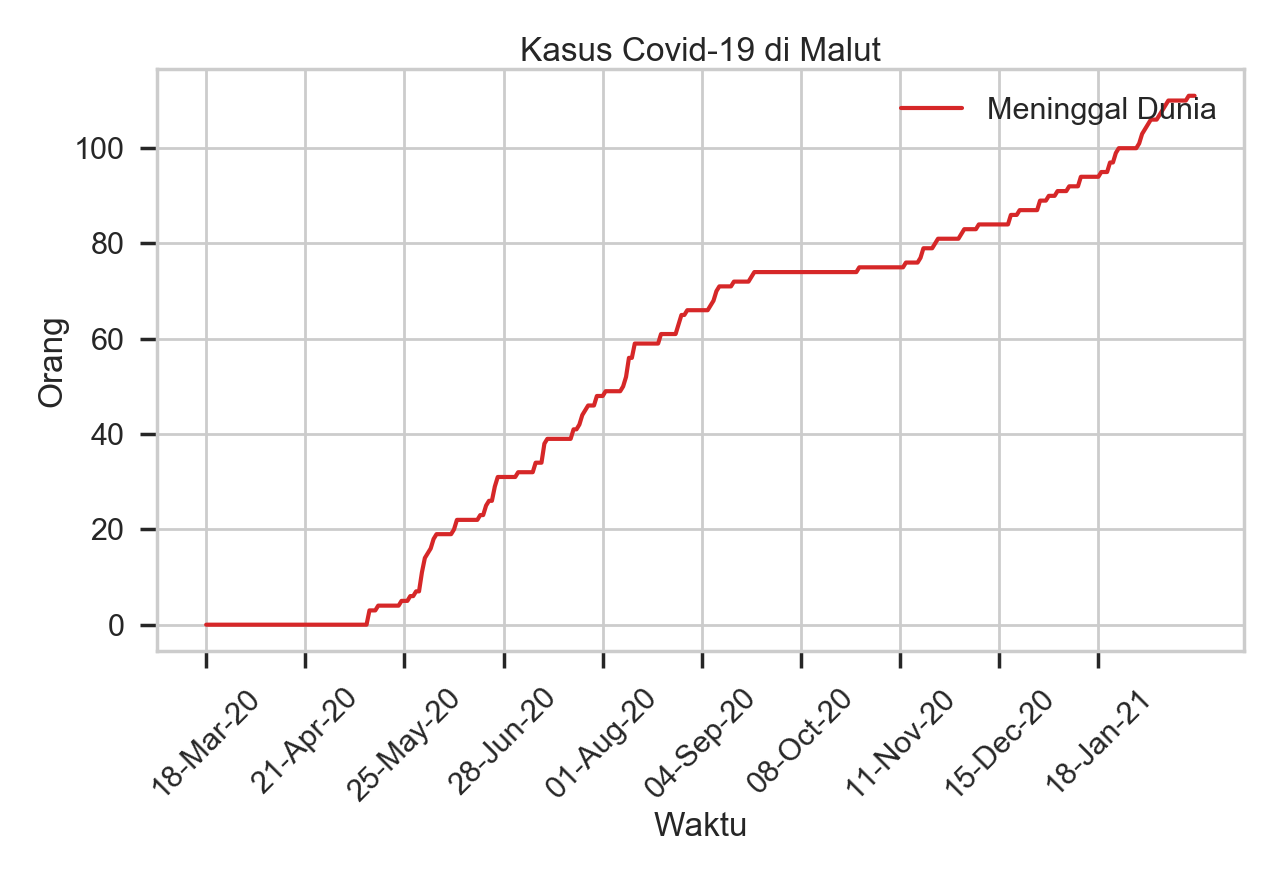 Kasus Covid-19 di Malut
Meninggal Dunia
Orang
100
80
60
40
20
0
18-Mar-20
21-Apr-20
25-May-20
28-Jun-20
01-Aug-20
04-Sep-20
08-Oct-20
11-Nov-20
15-Dec-20
18-Jan-21
Waktu